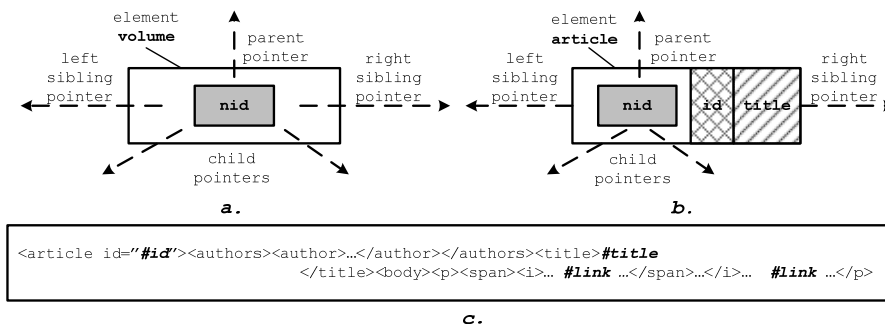 element
volume
parent
pointer
left
sibling
pointer
right
sibling
pointer
nid
child
pointers
a.
element
article
parent
pointer
left
sibling
pointer
right
sibling
pointer
nid
id
title
child
pointers
b.
<article id=”#id”><authors><author>…</author></authors><title>#title
</title><body><p><span><i>… #link …</span>…</i>… #link …</p>
c.